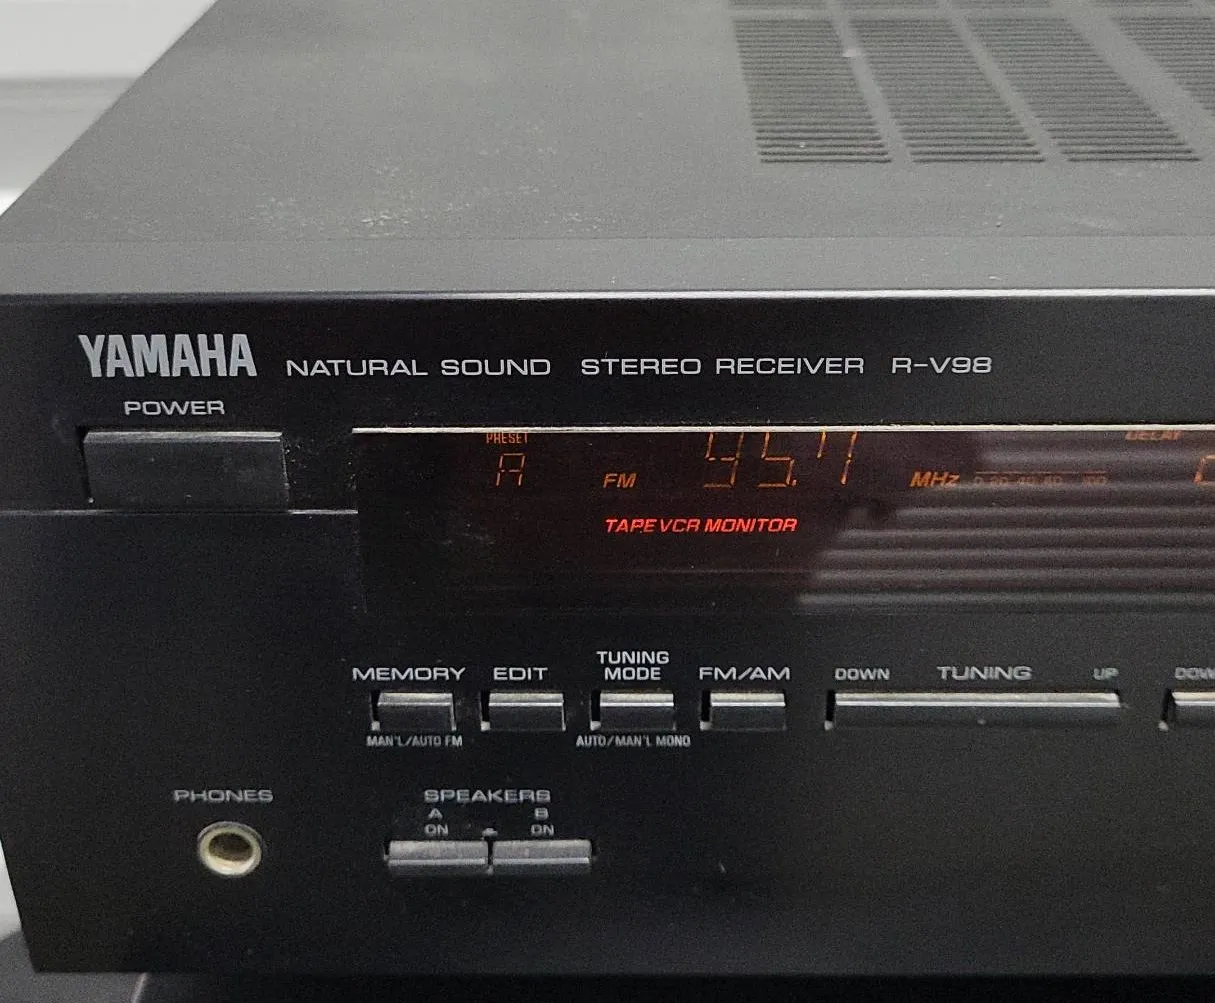 YAMAHA NATURAL SOUND STEREO RECEIVER R-V98
POWER
PRESET
DELAY
A FM 95.7 MHz
TAPE VCR MONITOR
MEMORY EDIT TUNING MODE FM/AM DOWN TUNING UP DOW
MAN'L/AUTO FM AUTO/MAN'L MONO
PHONES
SPEAKERS
A B
ON ON